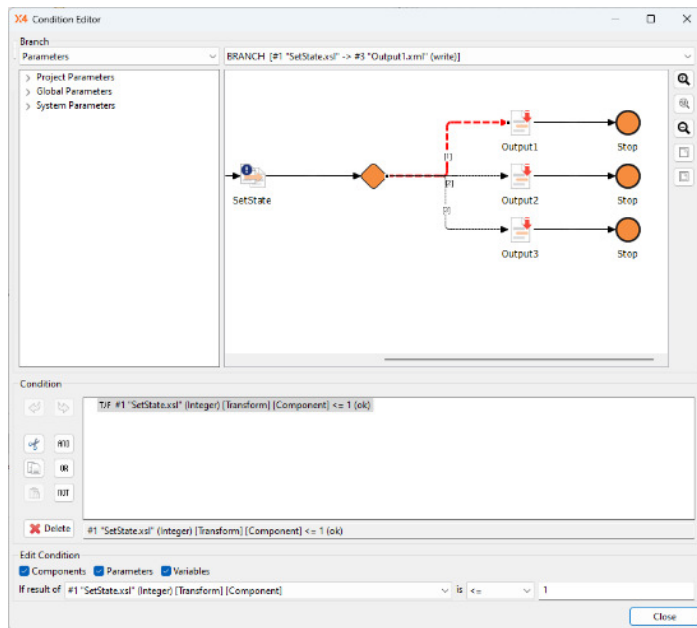 X4 Condition Editor
Branch
Parameters
BRANCH [#1 "SetState.xsl" -> #3 "Output1.xml" (write)]
Project Parameters
Global Parameters
System Parameters
Output1
Stop
[1]
[2]
SetState
Output2
Stop
[3]
Output3
Stop
Condition
T/F #1 "SetState.xsl" (Integer) [Transform] [Component] <= 1 (ok)
AND
OR
NOT
Delete
#1 "SetState.xsl" (Integer) [Transform] [Component] <= 1 (ok)
Edit Condition
Components Parameters Variables
If result of #1 "SetState.xsl" (Integer) [Transform] [Component] is <= 1
Close